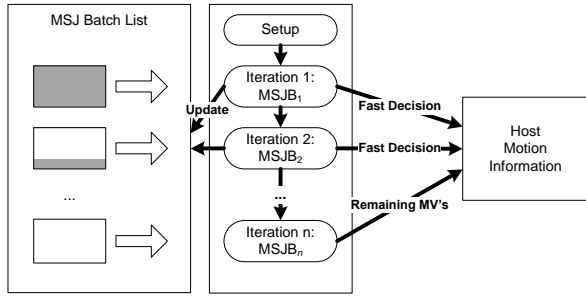 MSJ Batch List
...
Setup
Iteration 1:
MSJB₁
Update
Iteration 2:
MSJB₂
...
Iteration n:
MSJBₙ
Fast Decision
Fast Decision
Remaining MV's
Host
Motion
Information